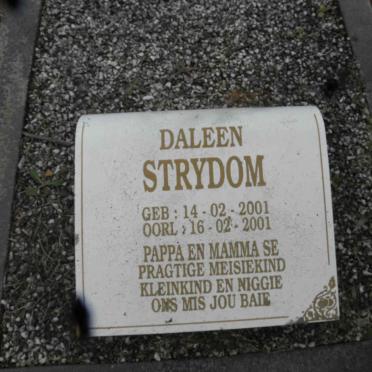 DALEEN
STRYDOM
GEB : 14 - 02 - 2001
OORL : 16 - 02 - 2001
PAPPA EN MAMMA SE
PRAGTIGE MEISIEKIND
KLEINKIND EN NIGGIE
ONS MIS JOU BAIE